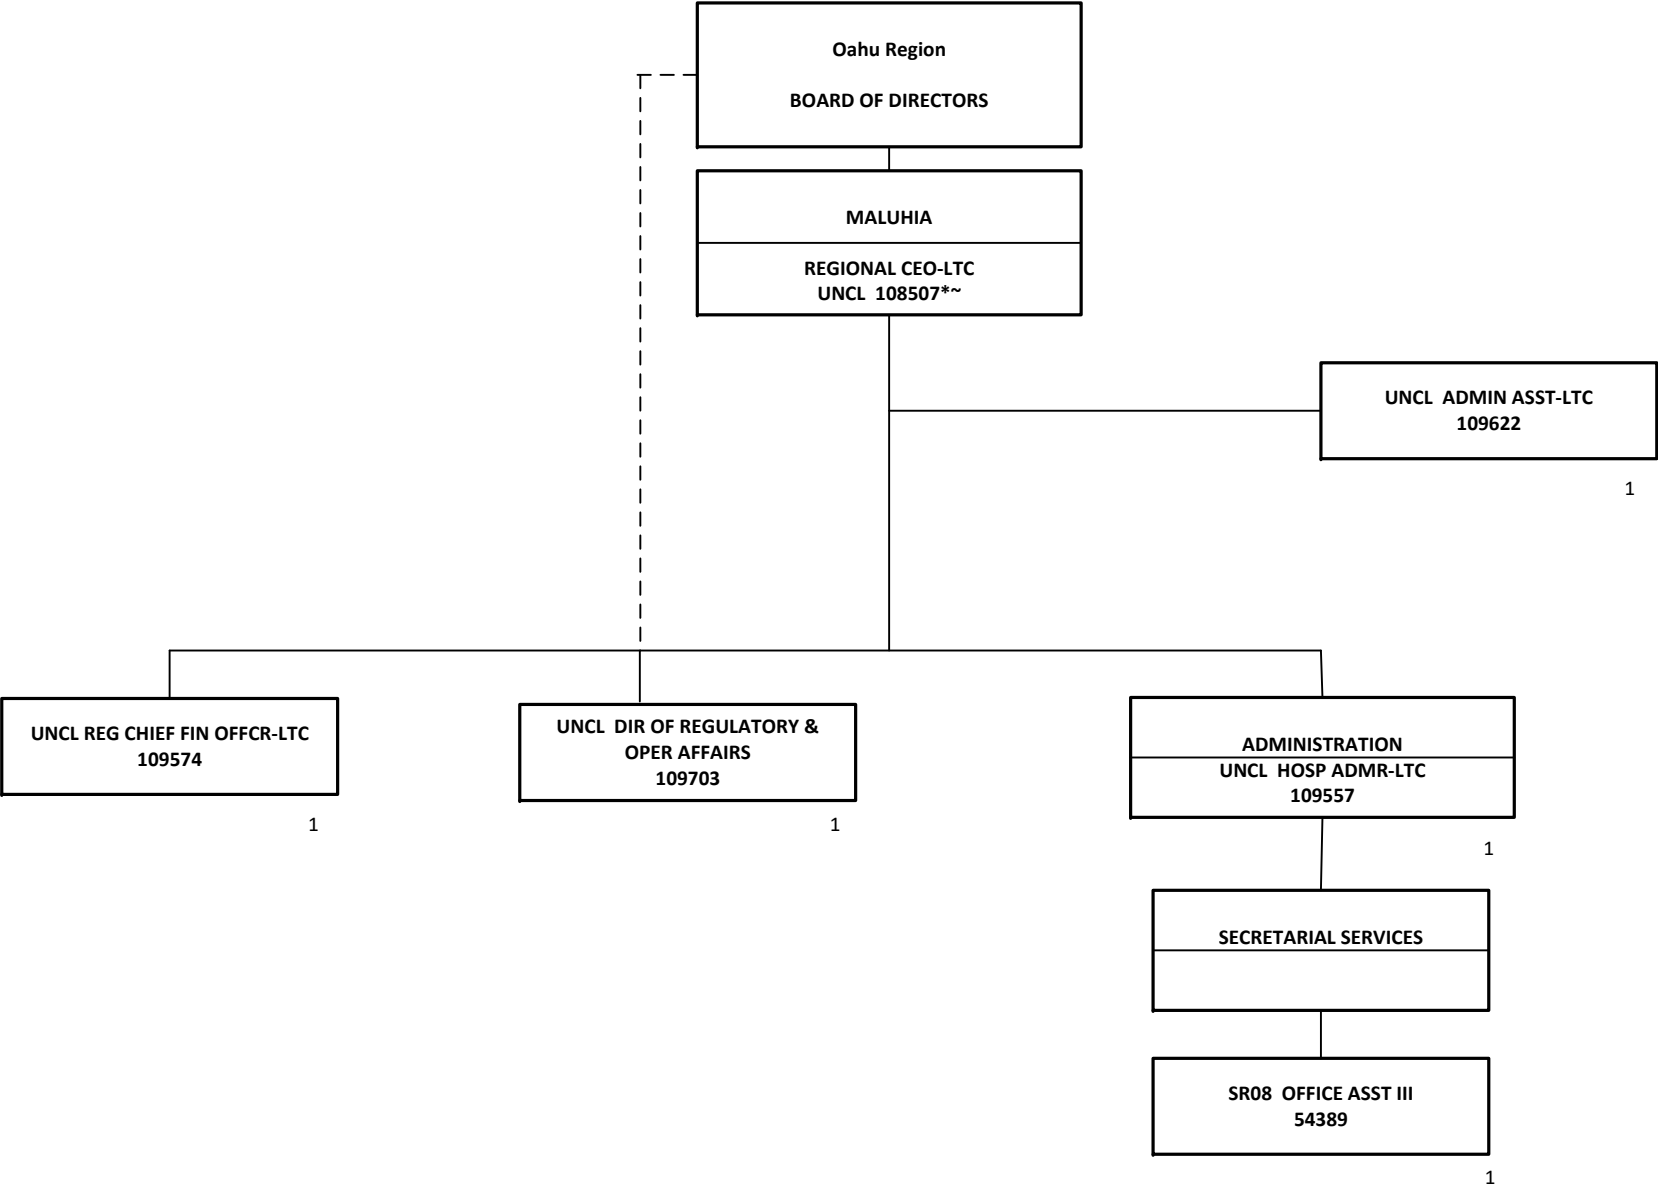 Oahu Region
BOARD OF DIRECTORS
MALUHIA
REGIONAL CEO-LTC
UNCL 108507*~
UNCL ADMIN ASST-LTC
109622
1
UNCL REG CHIEF FIN OFFCR-LTC
109574
1
UNCL DIR OF REGULATORY &
OPER AFFAIRS
109703
1
ADMINISTRATION
UNCL HOSP ADMR-LTC
109557
1
SECRETARIAL SERVICES
SR08 OFFICE ASST III
54389
1